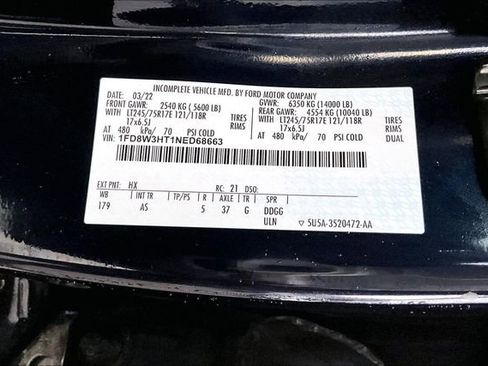 INCOMPLETE VEHICLE MFD. BY FORD MOTOR COMPANY
DATE: 03/22 GVWR: 6350 KG (14000 LB)
FRONT GAWR: 2540 KG (5600 LB) REAR GAWR: 4554 KG (10040 LB)
WITH LT245/75R17E 121/118R TIRES WITH LT245/75R17E 121/118R TIRES
17x6.5J RIMS 17x6.5J RIMS
AT 480 kPa/ 70 PSI COLD AT 480 kPa/ 70 PSI COLD DUAL
VIN: 1FD8W3HT1NED68663
EXT PNT: HX RC: 21 DSO:
WB INT TR TP/PS R AXLE TR SPR
179 AS 5 37 G DDGG
ULN ▽ 5USA-3520472-AA